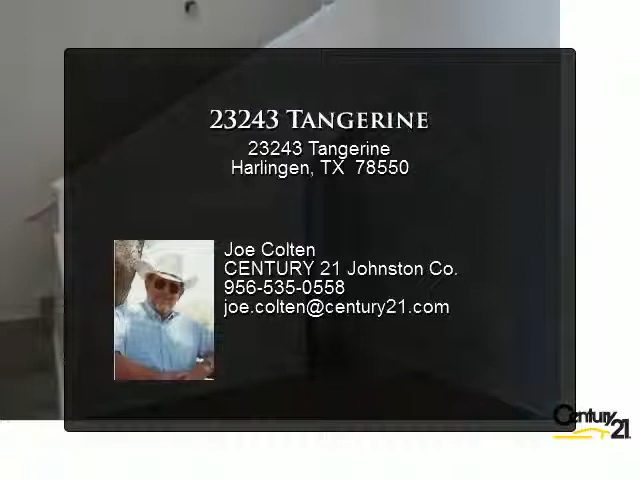 23243 TANGERINE
23243 Tangerine
Harlingen, TX  78550
Joe Colten
CENTURY 21 Johnston Co.
956-535-0558
joe.colten@century21.com
Century
21